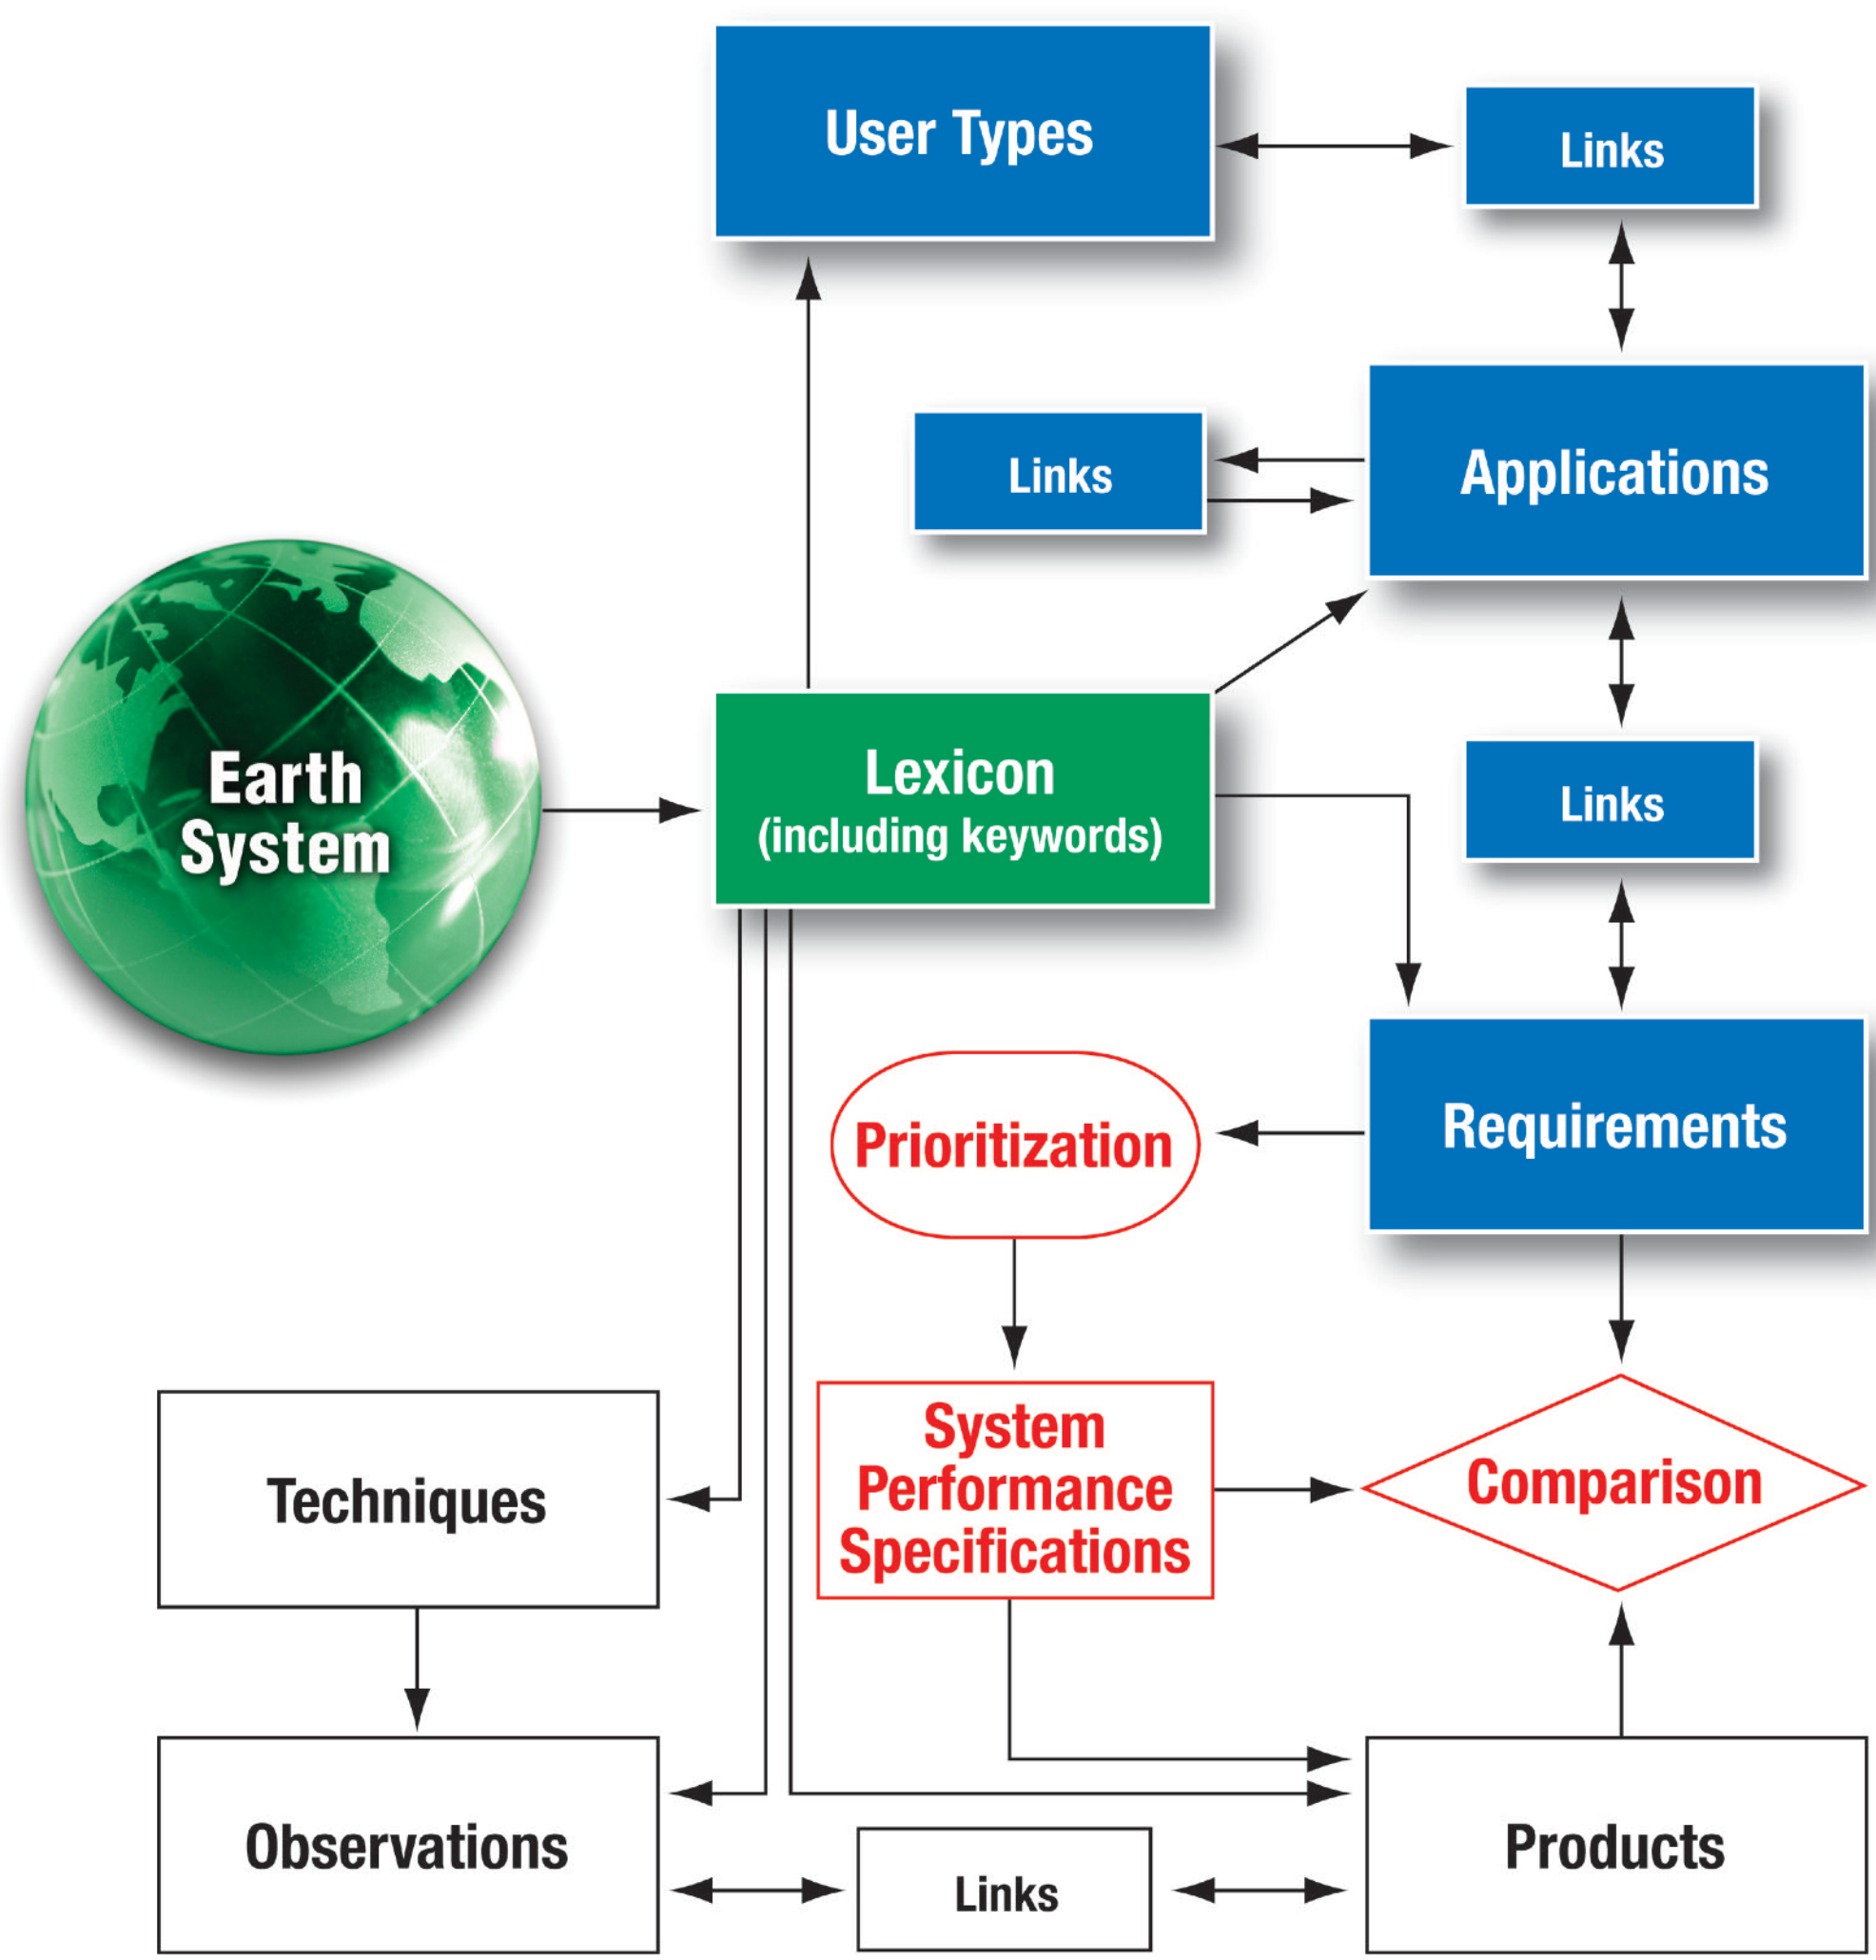 User Types
Links
Links
Applications
Earth
System
Lexicon
(including keywords)
Links
Prioritization
Requirements
System
Performance
Specifications
Comparison
Techniques
Observations
Links
Products